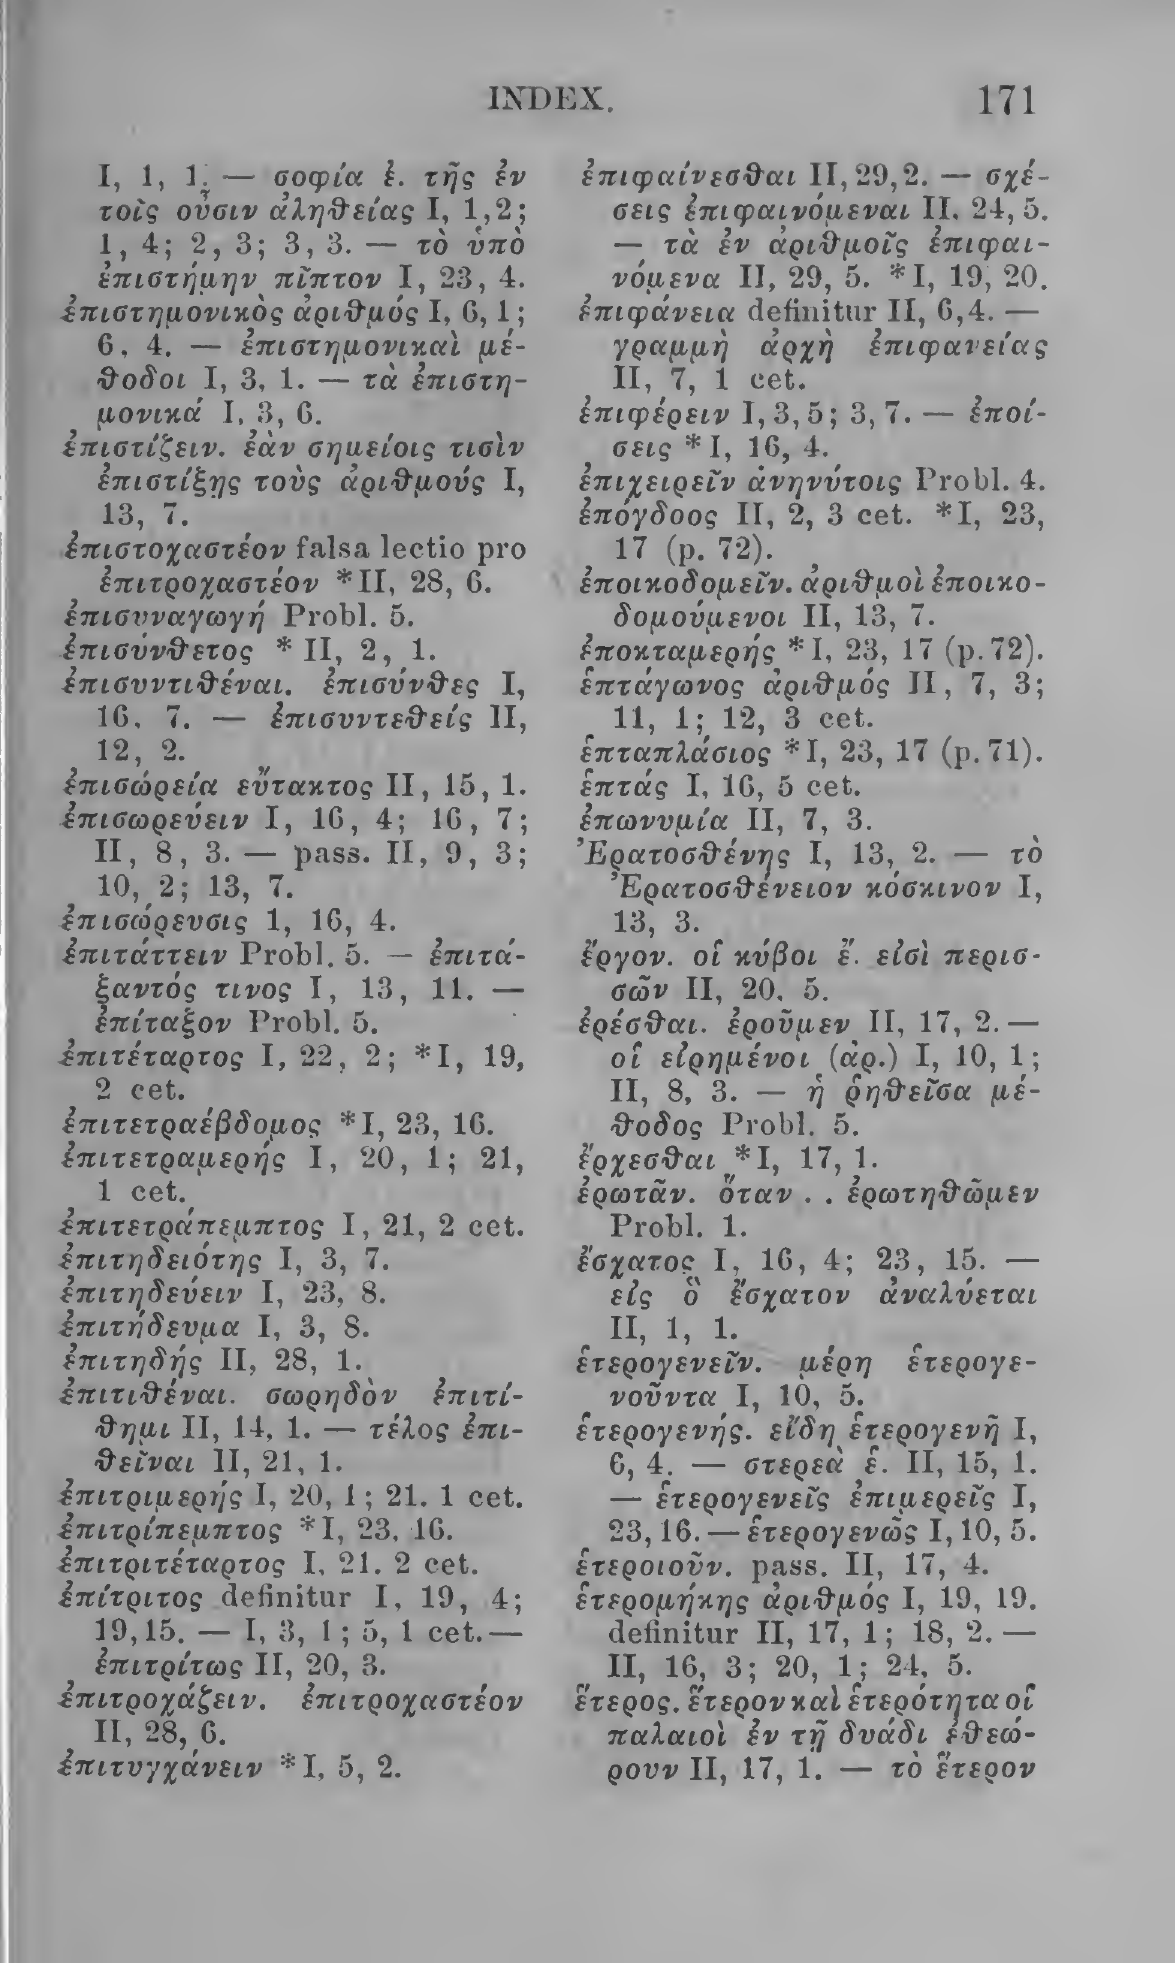 INDEX. 171
I, 1, 1. — σοφία ἐ. τῆς ἐν
τοῖς οὖσιν ἀληθείας I, 1,2;
1, 4; 2, 3; 3, 3. — τὸ ὑπὸ
ἐπιστήμην πῖπτον I, 23, 4.
ἐπιστημονικὸς ἀριθμός I, 6, 1;
6, 4. — ἐπιστημονικαὶ μέ-
θοδοι I, 3, 1. — τὰ ἐπιστη-
μονικά I, 3, 6.
ἐπιστίζειν. ἐὰν σημείοις τισὶν
ἐπιστίξῃς τοὺς ἀριθμούς I,
13, 7.
ἐπιστοχαστέον falsa lectio pro
ἐπιτροχαστέον *II, 28, 6.
ἐπισυναγωγή Probl. 5.
ἐπισύνθετος * II, 2, 1.
ἐπισυντιθέναι. ἐπισύνθες I,
16, 7. — ἐπισυντεθείς II,
12, 2.
ἐπισωρεία εὔτακτος II, 15, 1.
ἐπισωρεύειν I, 16, 4; 16, 7;
II, 8, 3. — pass. II, 9, 3;
10, 2; 13, 7.
ἐπισώρευσις 1, 16, 4.
ἐπιτάττειν Probl. 5. — ἐπιτά-
ξαντός τινος I, 13, 11. —
ἐπίταξον Probl. 5.
ἐπιτέταρτος I, 22, 2; *I, 19,
2 cet.
ἐπιτετραέβδομος *I, 23, 16.
ἐπιτετραμερής I, 20, 1; 21,
1 cet.
ἐπιτετράπεμπτος I, 21, 2 cet.
ἐπιτηδειότης I, 3, 7.
ἐπιτηδεύειν I, 23, 8.
ἐπιτήδευμα I, 3, 8.
ἐπιτηδής II, 28, 1.
ἐπιτιθέναι. σωρηδὸν ἐπιτί-
θημι II, 14, 1. — τέλος ἐπι-
θεῖναι II, 21, 1.
ἐπιτριμερής I, 20, 1; 21. 1 cet.
ἐπιτρίπεμπτος *I, 23, 16.
ἐπιτριτέταρτος I, 21. 2 cet.
ἐπίτριτος definitur I, 19, 4;
19,15. — I, 3, 1; 5, 1 cet.—
ἐπιτρίτως II, 20, 3.
ἐπιτροχάζειν. ἐπιτροχαστέον
II, 28, 6.
ἐπιτυγχάνειν *I, 5, 2.
ἐπιφαίνεσθαι II, 29,2. — σχέ-
σεις ἐπιφαινόμεναι II. 24, 5.
— τὰ ἐν ἀριθμοῖς ἐπιφαι-
νόμενα II, 29, 5. *I, 19, 20.
ἐπιφάνεια definitur II, 6,4. —
γραμμὴ ἀρχὴ ἐπιφανείας
II, 7, 1 cet.
ἐπιφέρειν I, 3, 5; 3, 7. — ἐποί-
σεις *I, 16, 4.
ἐπιχειρεῖν ἀνηνύτοις Probl. 4.
ἐπόγδοος II, 2, 3 cet. *I, 23,
17 (p. 72).
ἐποικοδομεῖν. ἀριθμοὶ ἐποικο-
δομούμενοι II, 13, 7.
ἐποκταμερής *I, 23, 17 (p. 72).
ἑπτάγωνος ἀριθμός II, 7, 3;
11, 1; 12, 3 cet.
ἑπταπλάσιος *I, 23, 17 (p. 71).
ἑπτάς I, 16, 5 cet.
ἐπωνυμία II, 7, 3.
Ἐρατοσθένης I, 13, 2. — τὸ
Ἐρατοσθένειον κόσκινον I,
13, 3.
ἔργον. οἱ κύβοι ἔ. εἰσὶ περισ-
σῶν II, 20, 5.
ἐρέσθαι. ἐροῦμεν II, 17, 2. —
οἱ εἰρημένοι (ἀρ.) I, 10, 1;
II, 8, 3. — ἡ ῥηθεῖσα μέ-
θοδος Probl. 5.
ἔρχεσθαι *I, 17, 1.
ἐρωτᾶν. ὅταν . . ἐρωτηθῶμεν
Probl. 1.
ἔσχατος I, 16, 4; 23, 15. —
εἰς ὃ ἔσχατον ἀναλύεται
II, 1, 1.
ἑτερογενεῖν. μέρη ἑτερογε-
νοῦντα I, 10, 5.
ἑτερογενής. εἴδη ἑτερογενῆ I,
6, 4. — στερεὰ ἑ. II, 15, 1.
— ἑτερογενεῖς ἐπιμερεῖς I,
23, 16. — ἑτερογενῶς I, 10, 5.
ἑτεροιοῦν. pass. II, 17, 4.
ἑτερομήκης ἀριθμός I, 19, 19.
definitur II, 17, 1; 18, 2. —
II, 16, 3; 20, 1; 24, 5.
ἕτερος. ἕτερον καὶ ἑτερότητα οἱ
παλαιοὶ ἐν τῇ δυάδι ἐθεώ-
ρουν II, 17, 1. — τὸ ἕτερον